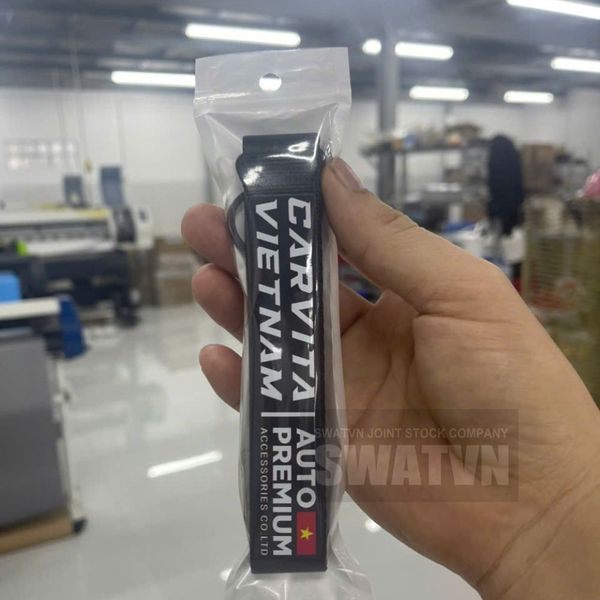 CARVITA
VIETNAM
AUTO
PREMIUM
ACCESSORIES CO.LTD
SWATVN JOINT STOCK COMPANY
SWATVN